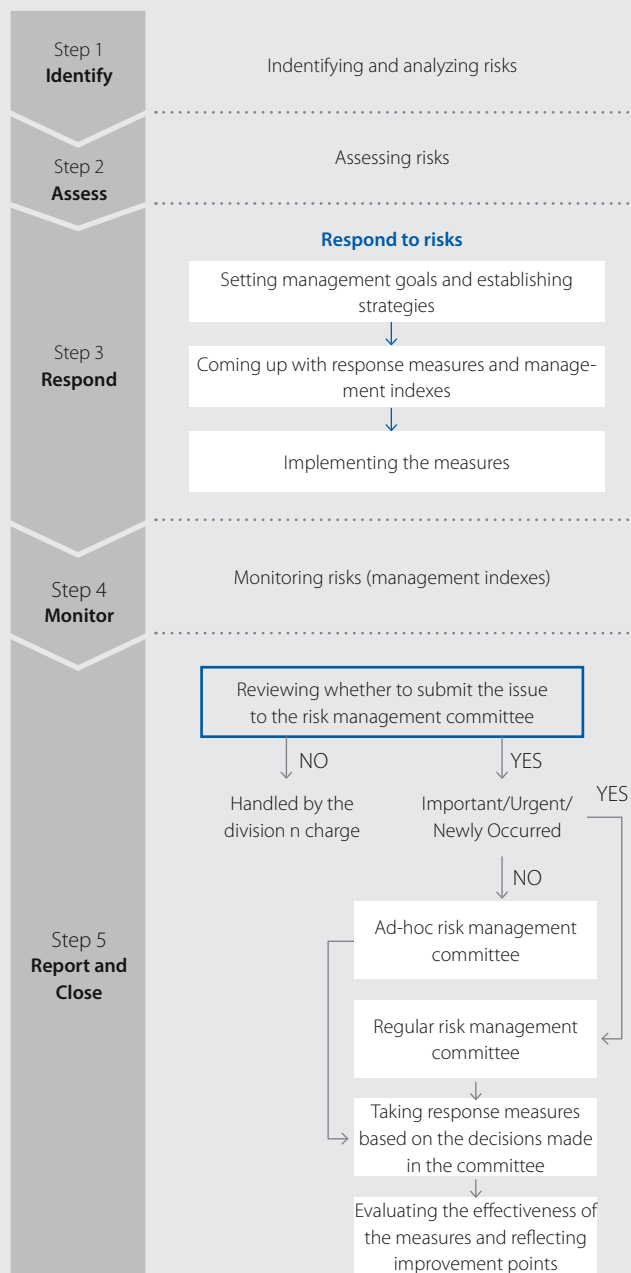 Step 1
Identify
Indentifying and analyzing risks
Step 2
Assess
Assessing risks
Step 3
Respond
Respond to risks
Setting management goals and establishing
strategies
Coming up with response measures and manage-
ment indexes
Implementing the measures
Step 4
Monitor
Monitoring risks (management indexes)
Step 5
Report and
Close
Reviewing whether to submit the issue
to the risk management committee
NO
YES
Handled by the
division n charge
Important/Urgent/
Newly Occurred
YES
NO
Ad-hoc risk management
committee
Regular risk management
committee
Taking response measures
based on the decisions made
in the committee
Evaluating the effectiveness of
the measures and reflecting
improvement points